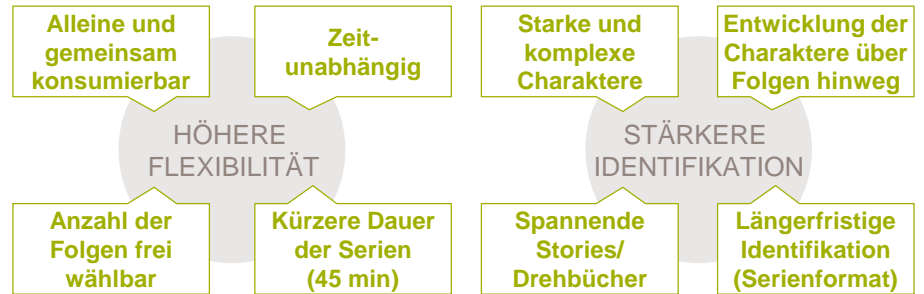 Alleine und
gemeinsam
konsumierbar
Zeit-
unabhängig
HÖHERE
FLEXIBILITÄT
Anzahl der
Folgen frei
wählbar
Kürzere Dauer
der Serien
(45 min)
Starke und
komplexe
Charaktere
Entwicklung der
Charaktere über
Folgen hinweg
STÄRKERE
IDENTIFIKATION
Spannende
Stories/
Drehbücher
Längerfristige
Identifikation
(Serienformat)